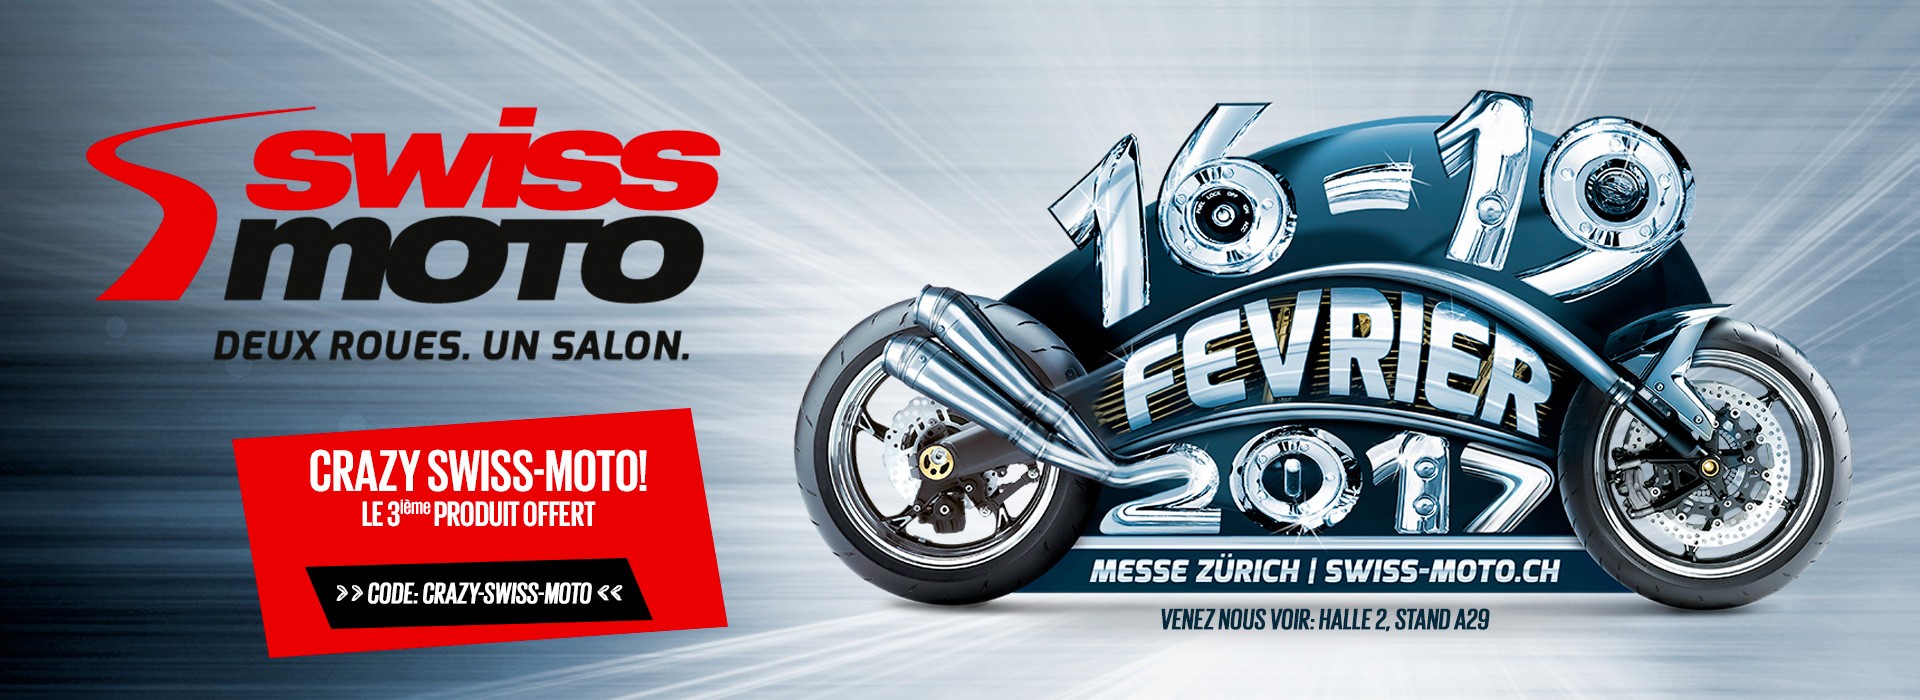 SWISS
MOTO
DEUX ROUES. UN SALON.
CRAZY SWISS-MOTO!
LE 3ième PRODUIT OFFERT
>> CODE: CRAZY-SWISS-MOTO <<
16-19
FEVRIER
2017
MESSE ZÜRICH | SWISS-MOTO.CH
VENEZ NOUS VOIR: HALLE 2, STAND A29